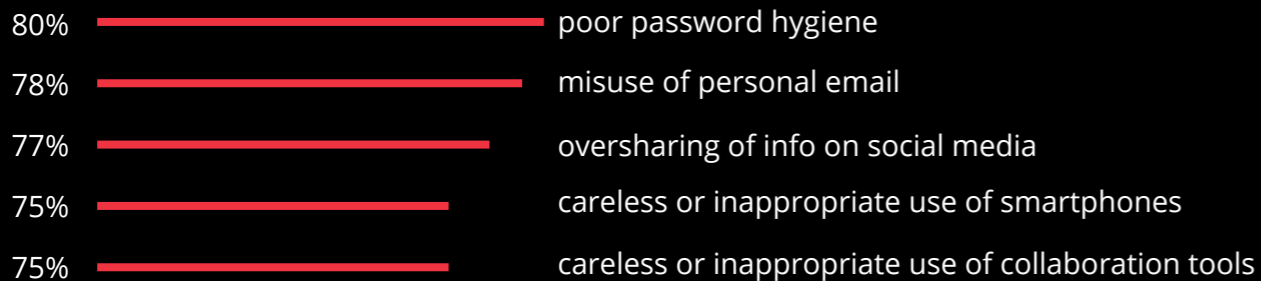 80% poor password hygiene
78% misuse of personal email
77% oversharing of info on social media
75% careless or inappropriate use of smartphones
75% careless or inappropriate use of collaboration tools